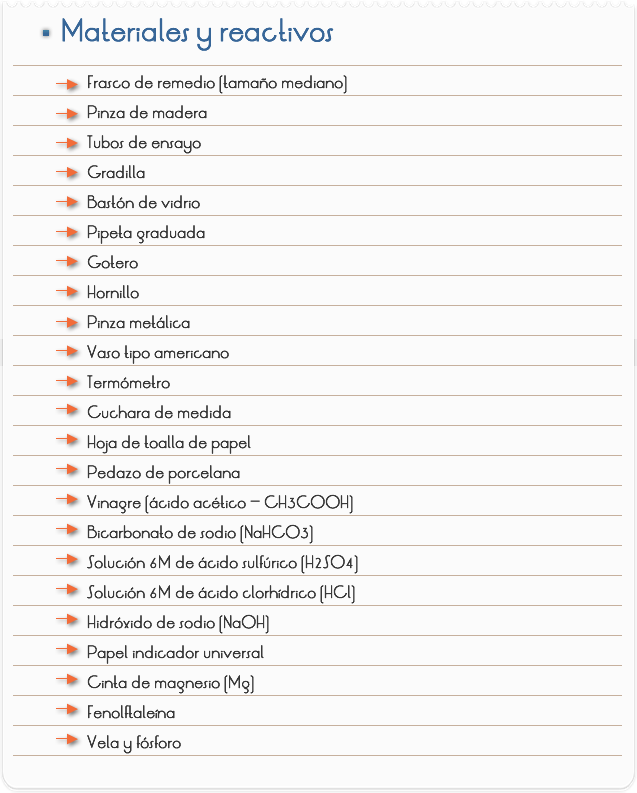 Materiales y reactivos
Frasco de remedio (tamaño mediano)
Pinza de madera
Tubos de ensayo
Gradilla
Bastón de vidrio
Pipeta graduada
Gotero
Hornillo
Pinza metálica
Vaso tipo americano
Termómetro
Cuchara de medida
Hoja de toalla de papel
Pedazo de porcelana
Vinagre (ácido acético – CH3COOH)
Bicarbonato de sodio (NaHCO3)
Solución 6M de ácido sulfúrico (H2SO4)
Solución 6M de ácido clorhídrico (HCl)
Hidróxido de sodio (NaOH)
Papel indicador universal
Cinta de magnesio (Mg)
Fenolftaleína
Vela y fósforo